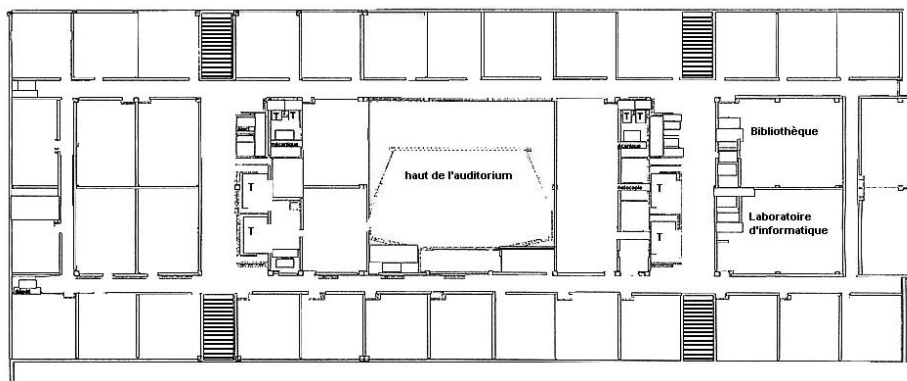 T T
T T
mécanique
mécanique
Bibliothèque
haut de l'auditorium
T
T
T
T
Laboratoire
d'informatique